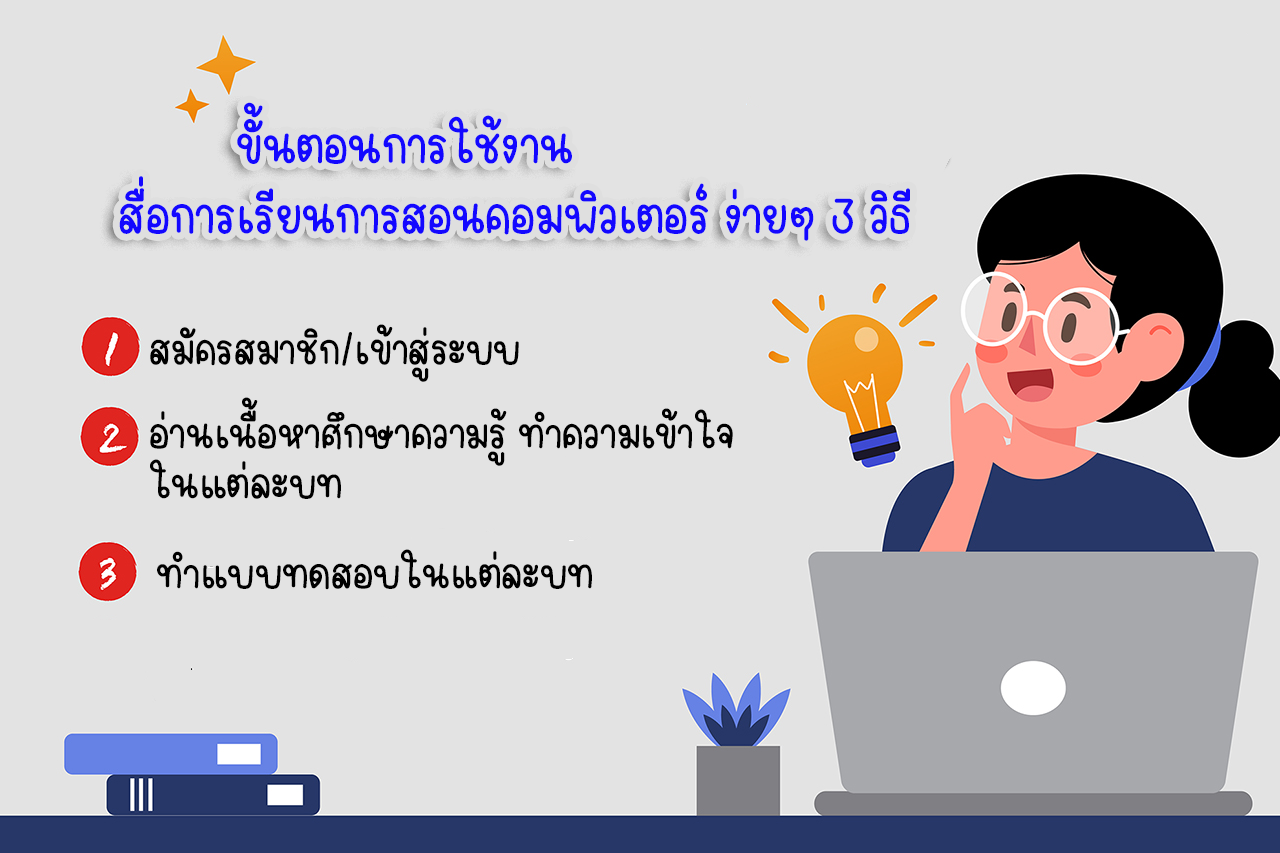 ขั้นตอนการใช้งาน
สื่อการเรียนการสอนคอมพิวเตอร์ ง่ายๆ 3 วิธี
1 สมัครสมาชิก/เข้าสู่ระบบ
2 อ่านเนื้อหาศึกษาความรู้ ทำความเข้าใจ
ในแต่ละบท
3 ทำแบบทดสอบในแต่ละบท